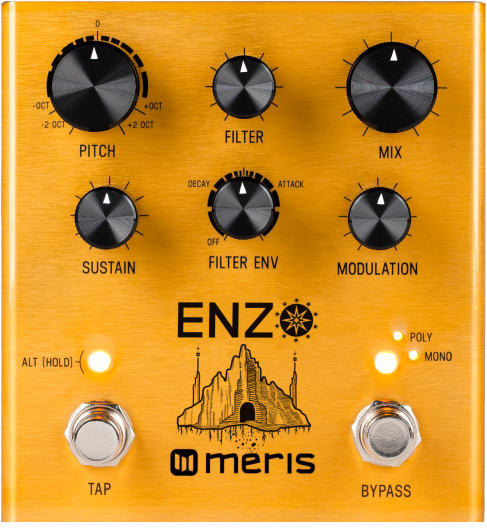 0
-OCT +OCT
-2 OCT +2 OCT
PITCH
FILTER
MIX
DECAY ATTACK
OFF
SUSTAIN
FILTER ENV
MODULATION
ENZO
POLY
MONO
ALT (HOLD)
meris
TAP
BYPASS